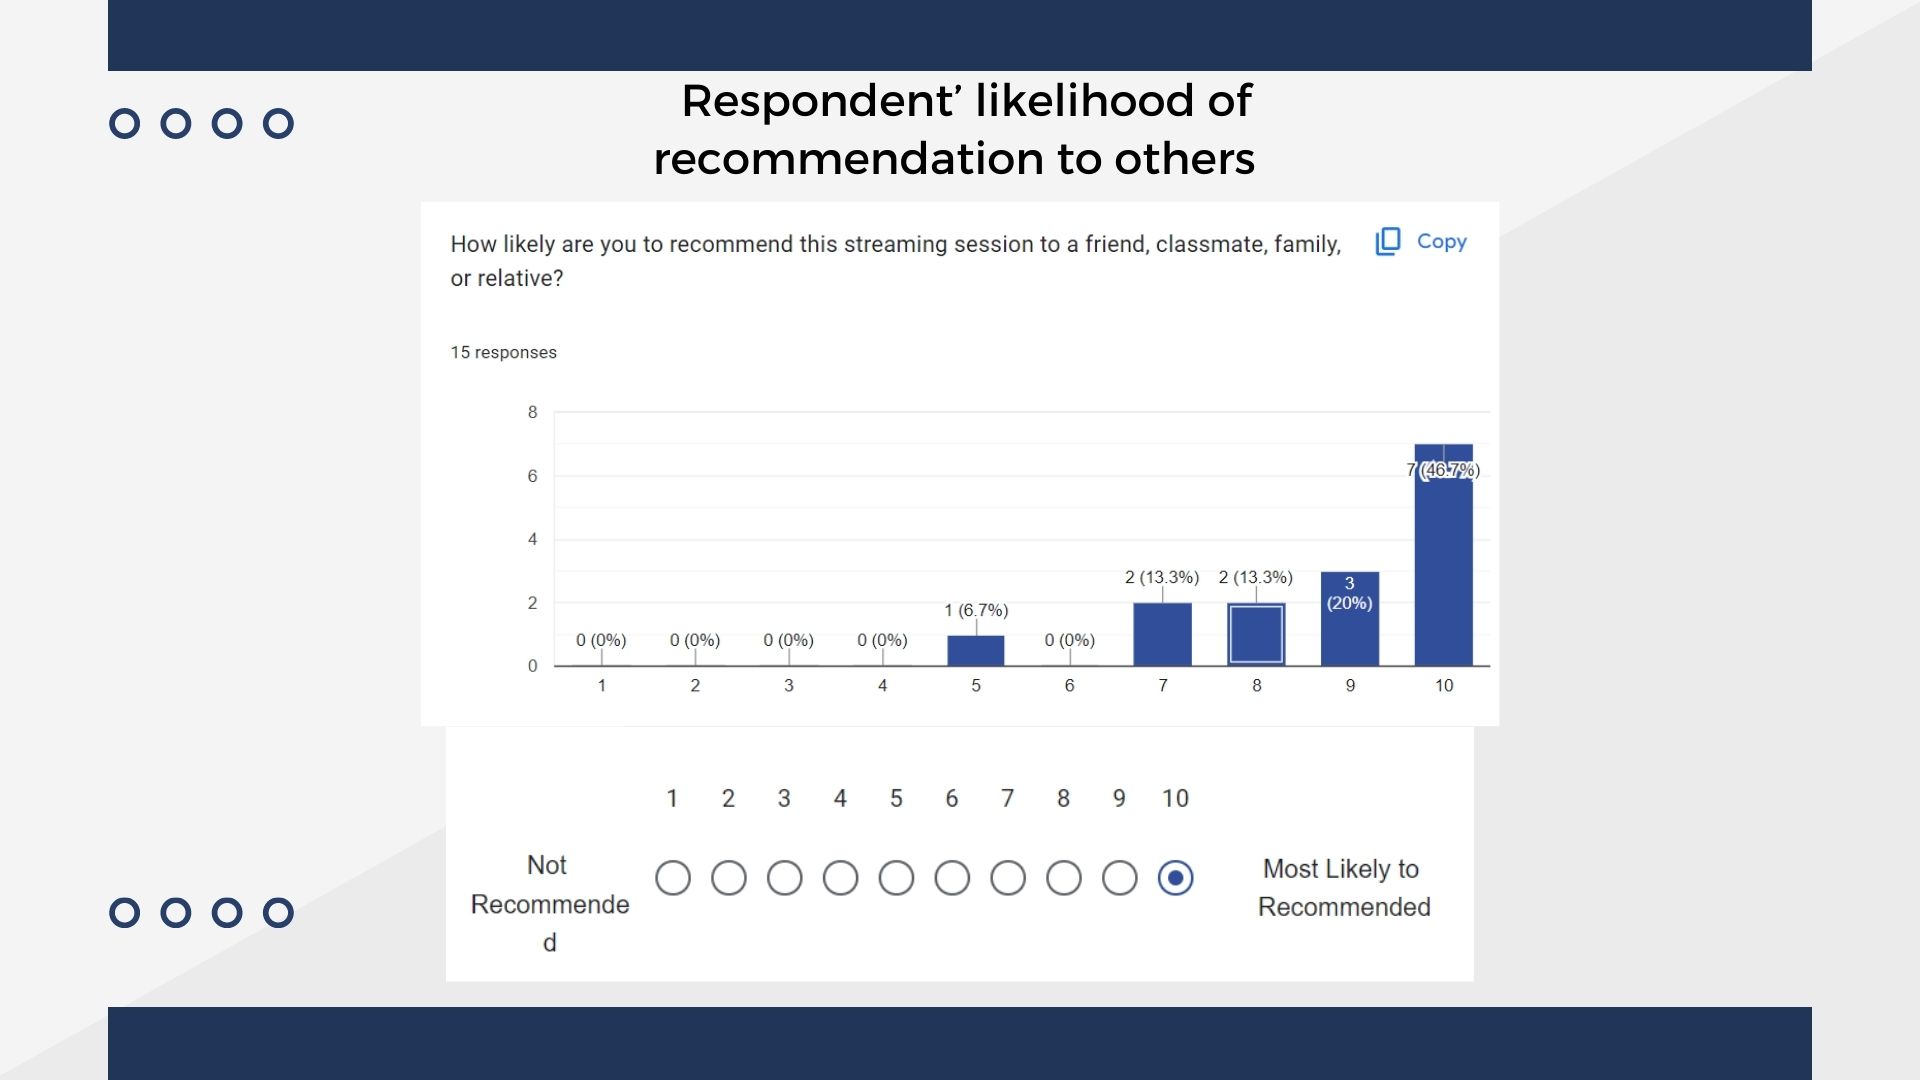 Respondent’ likelihood of
recommendation to others
How likely are you to recommend this streaming session to a friend, classmate, family,
or relative?
Copy
15 responses
8
6
4
2
0
0 (0%)
0 (0%)
0 (0%)
0 (0%)
1 (6.7%)
0 (0%)
2 (13.3%)
2 (13.3%)
3
(20%)
7 (46.7%)
1 2 3 4 5 6 7 8 9 10
1 2 3 4 5 6 7 8 9 10
Not
Recommende
d
Most Likely to
Recommended